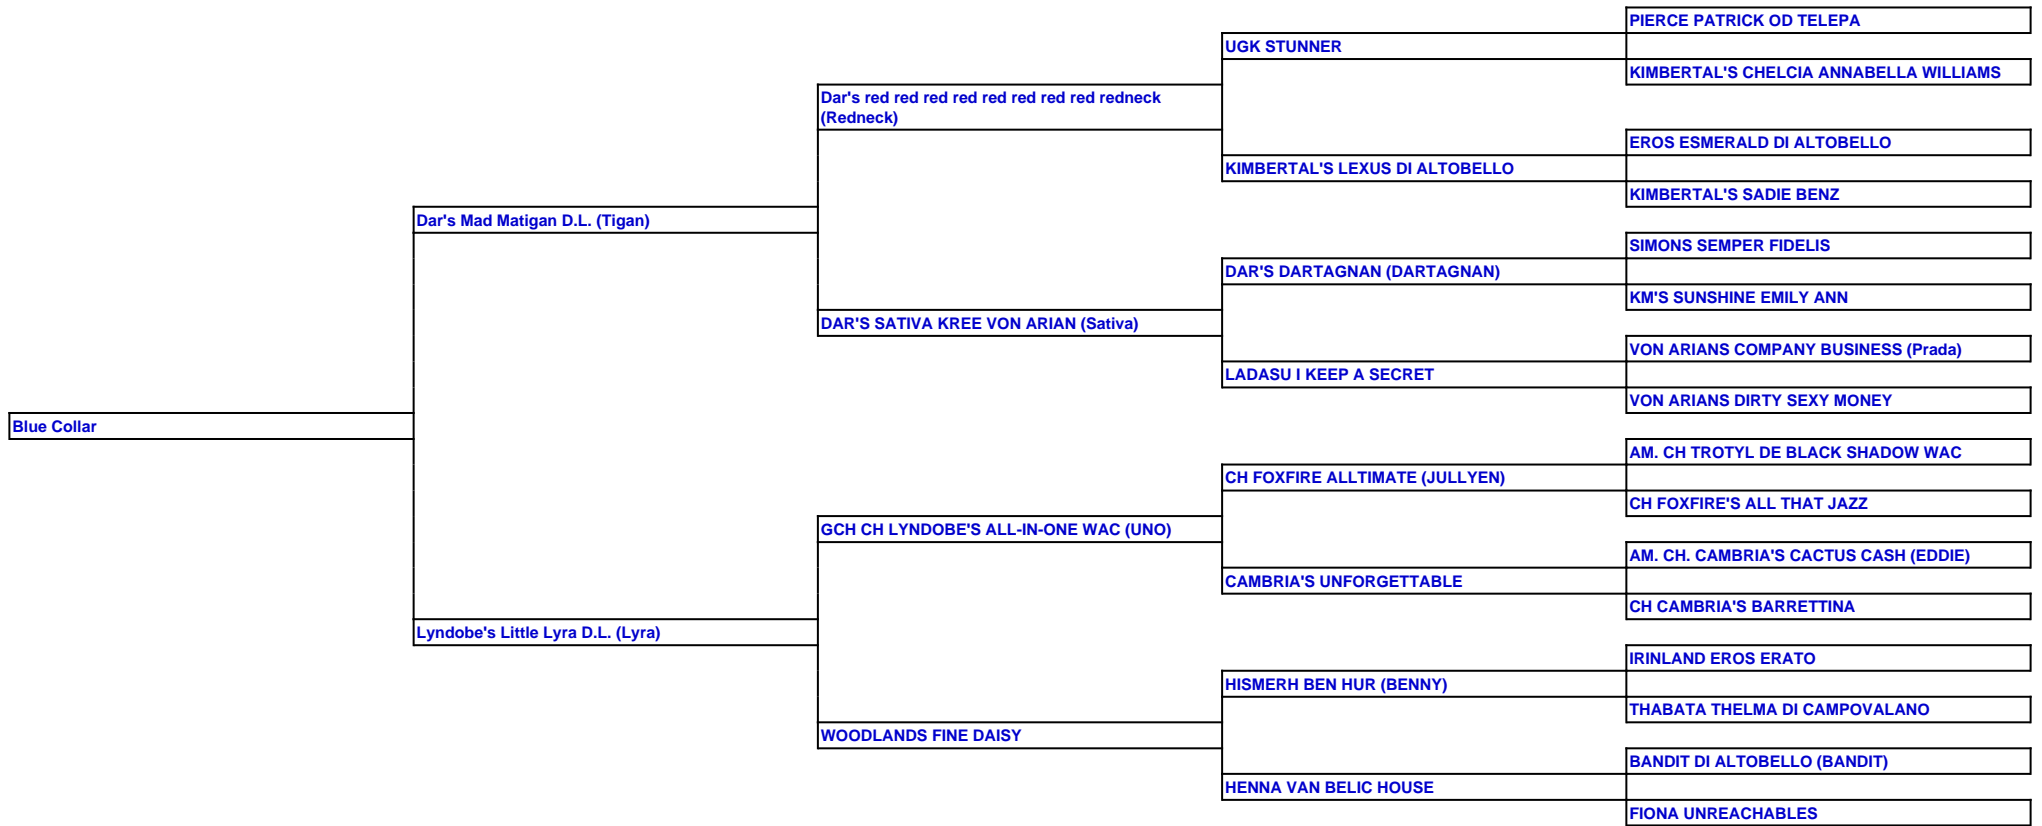 PIERCE PATRICK OD TELEPA
UGK STUNNER
KIMBERTAL'S CHELCIA ANNABELLA WILLIAMS
Dar's red red red red red red red red redneck
(Redneck)
EROS ESMERALD DI ALTOBELLO
KIMBERTAL'S LEXUS DI ALTOBELLO
KIMBERTAL'S SADIE BENZ
Dar's Mad Matigan D.L. (Tigan)
SIMONS SEMPER FIDELIS
DAR'S DARTAGNAN (DARTAGNAN)
KM'S SUNSHINE EMILY ANN
DAR'S SATIVA KREE VON ARIAN (Sativa)
VON ARIANS COMPANY BUSINESS (Prada)
LADASU I KEEP A SECRET
VON ARIANS DIRTY SEXY MONEY
Blue Collar
AM. CH TROTYL DE BLACK SHADOW WAC
CH FOXFIRE ALLTIMATE (JULLYEN)
CH FOXFIRE'S ALL THAT JAZZ
GCH CH LYNDOBE'S ALL-IN-ONE WAC (UNO)
AM. CH. CAMBRIA'S CACTUS CASH (EDDIE)
CAMBRIA'S UNFORGETTABLE
CH CAMBRIA'S BARRETTINA
Lyndobe's Little Lyra D.L. (Lyra)
IRINLAND EROS ERATO
HISMERH BEN HUR (BENNY)
THABATA THELMA DI CAMPOVALANO
WOODLANDS FINE DAISY
BANDIT DI ALTOBELLO (BANDIT)
HENNA VAN BELIC HOUSE
FIONA UNREACHABLES